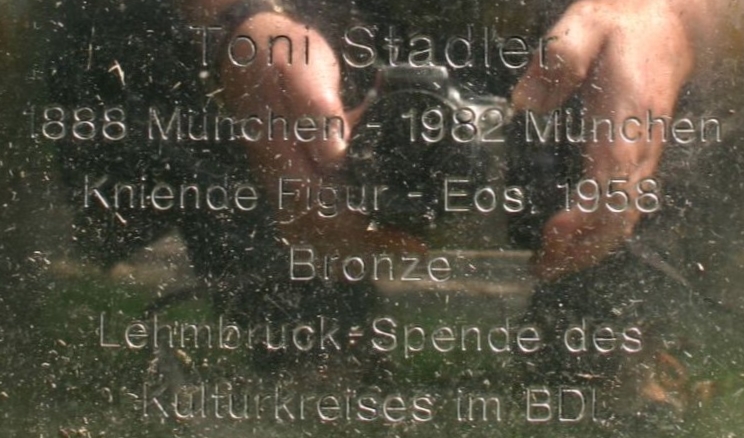 Toni Stadler
1888 München - 1982 München
Kniende Figur - Eos. 1958
Bronze
Lehmbruck-Spende des
Kulturkreises im BDI